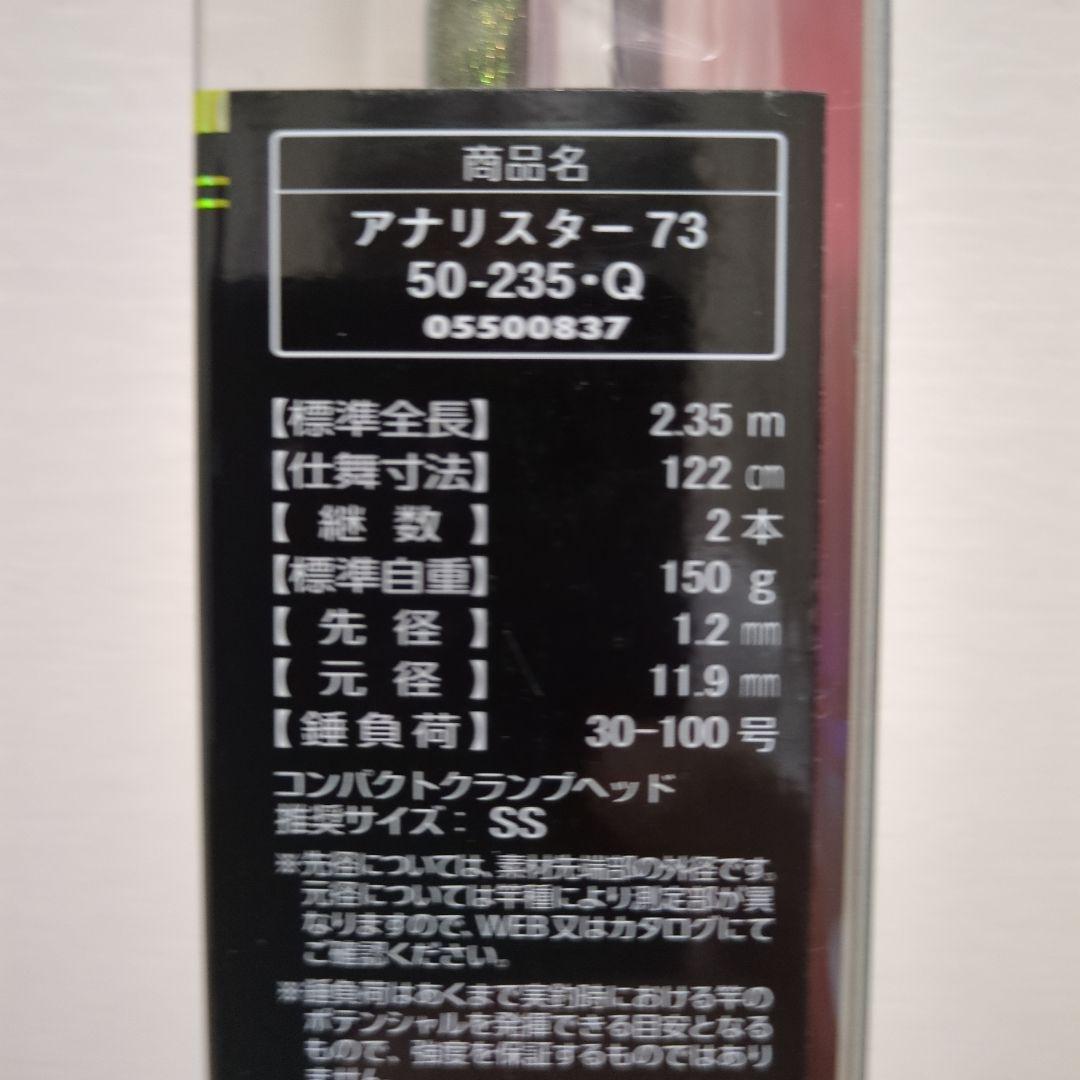 商品名
アナリスター 73
50-235・Q
05500837
【標準全長】 2.35 m
【仕舞寸法】 122 ㎝
【 継 数 】 2 本
【標準自重】 150 g
【 先 径 】 1.2 ㎜
【 元 径 】 11.9 ㎜
【錘負荷】 30-100 号
コンパクトクランプヘッド
推奨サイズ： SS
※先径については、素材先端部の外径です。
元径については竿種により測定部が異
なりますので、WEB又はカタログにて
ご確認ください。
※錘負荷はあくまで実釣時における竿の
ポテンシャルを発揮できる目安となる
もので、強度を保証するものではあり
ません